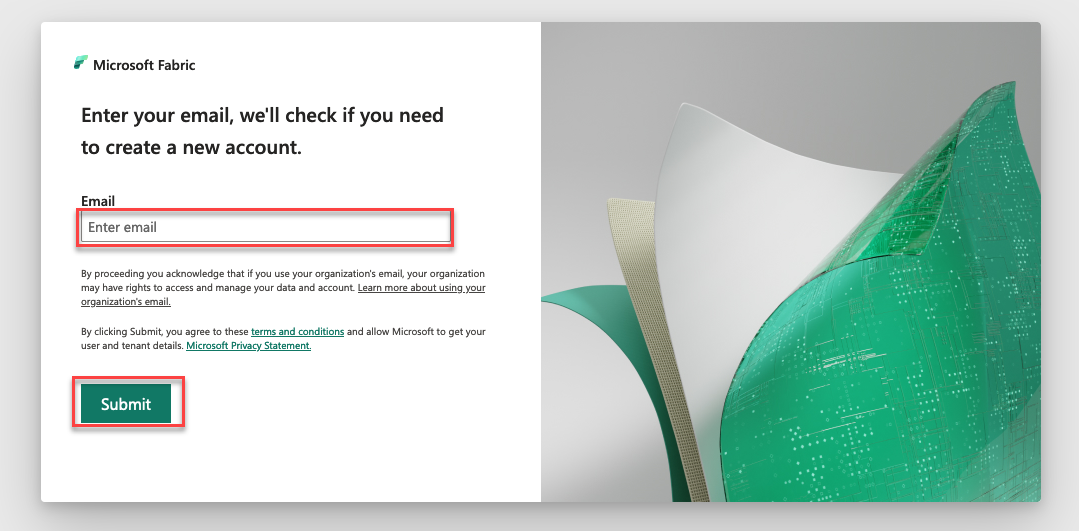 Microsoft Fabric
Enter your email, we'll check if you need
to create a new account.
Email
Enter email
By proceeding you acknowledge that if you use your organization's email, your organization
may have rights to access and manage your data and account. Learn more about using your
organization's email.
By clicking Submit, you agree to these terms and conditions and allow Microsoft to get your
user and tenant details. Microsoft Privacy Statement.
Submit